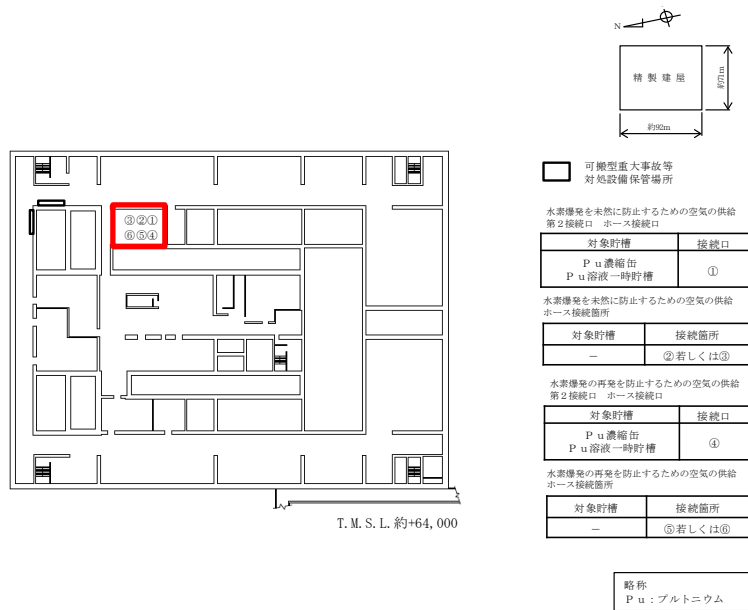 N
精製建屋
約71m
約92m
可搬型重大事故等
対処設備保管場所
③②①
⑥⑤④
T.M.S.L.約+64,000
水素爆発を未然に防止するための空気の供給
第2接続口 ホース接続口
対象貯槽 接続口
Pu濃縮缶
Pu溶液一時貯槽
①
水素爆発を未然に防止するための空気の供給
ホース接続箇所
対象貯槽 接続箇所
－ ②若しくは③
水素爆発の再発を防止するための空気の供給
第2接続口 ホース接続口
対象貯槽 接続口
Pu濃縮缶
Pu溶液一時貯槽
④
水素爆発の再発を防止するための空気の供給
ホース接続箇所
対象貯槽 接続箇所
－ ⑤若しくは⑥
略称
Pu：プルトニウム